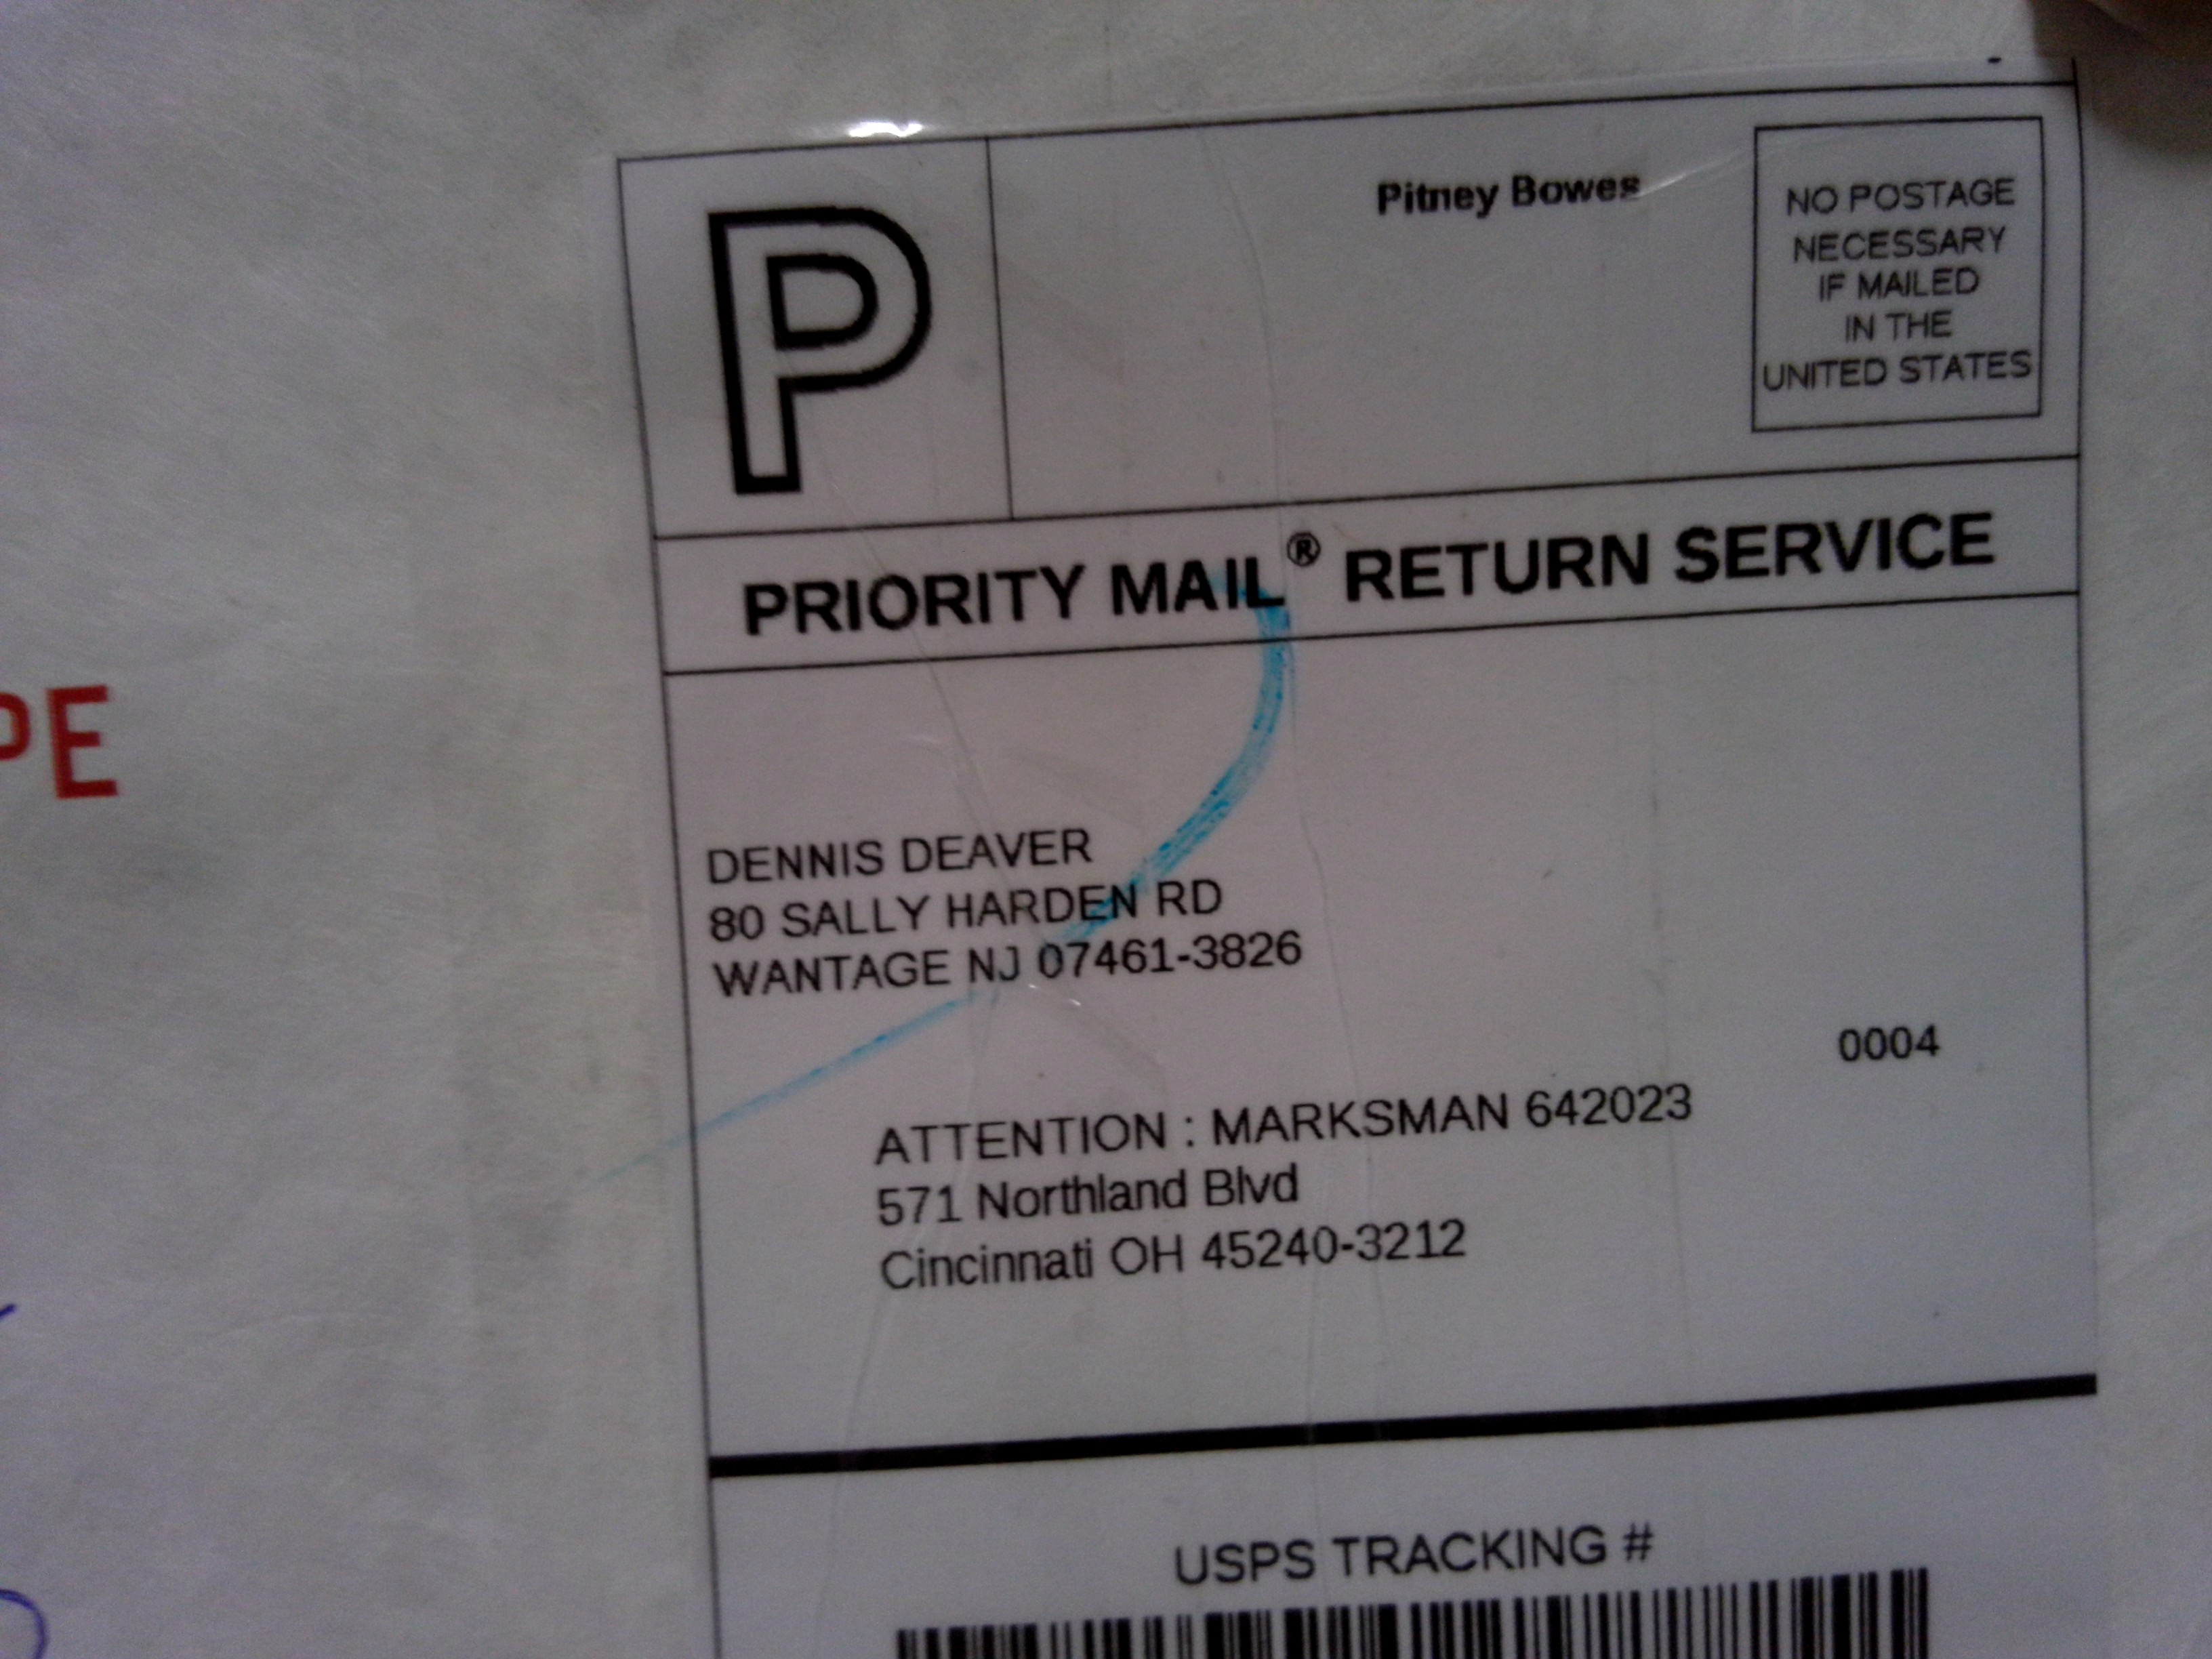 Pitney Bowes
NO POSTAGE
NECESSARY
IF MAILED
IN THE
UNITED STATES
P
PRIORITY MAIL® RETURN SERVICE
PE
DENNIS DEAVER
80 SALLY HARDEN RD
WANTAGE NJ 07461-3826
0004
ATTENTION : MARKSMAN 642023
571 Northland Blvd
Cincinnati OH 45240-3212
USPS TRACKING #